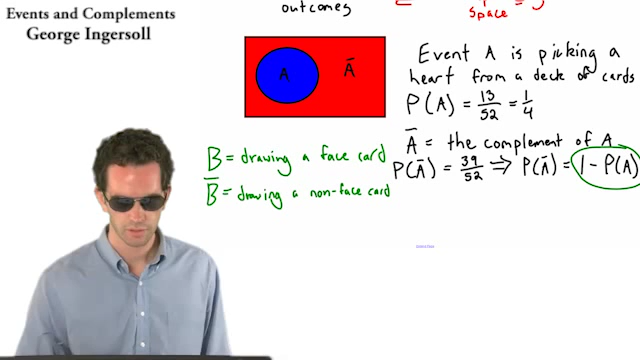 Events and Complements
George Ingersoll
outcomes
space
A
Ā
Event A is picking a
heart from a deck of cards
P(A) = 13/52 = 1/4
Ā = the complement of A
P(Ā) = 39/52 ⇒ P(Ā) = 1 - P(A)
B = drawing a face card
B̄ = drawing a non-face card